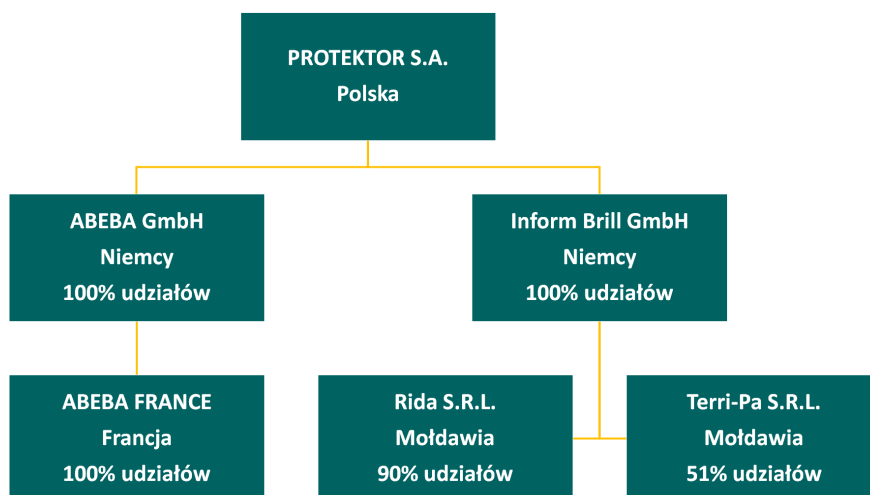 PROTEKTOR S.A.
Polska
ABEBA GmbH
Niemcy
100% udziałów
Inform Brill GmbH
Niemcy
100% udziałów
ABEBA FRANCE
Francja
100% udziałów
Rida S.R.L.
Mołdawia
90% udziałów
Terri-Pa S.R.L.
Mołdawia
51% udziałów